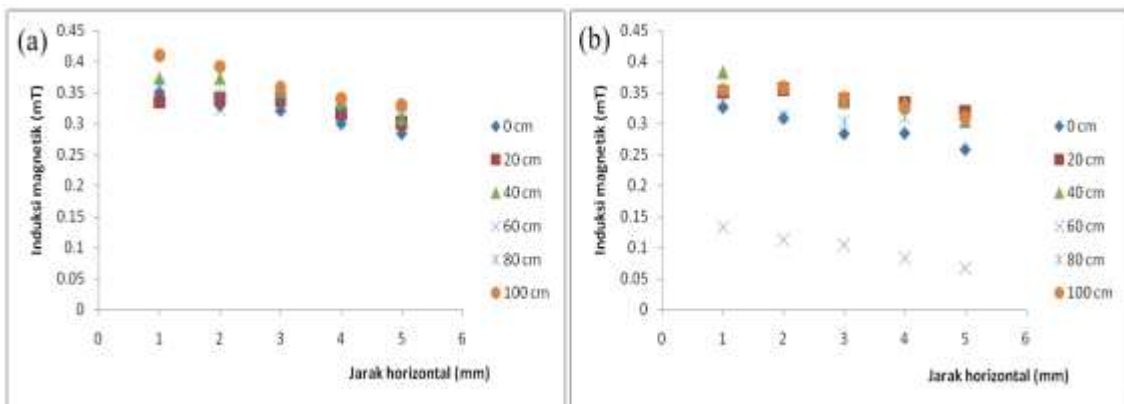 (a)
Induksi magnetik (mT)
0.45
0.4
0.35
0.3
0.25
0.2
0.15
0.1
0.05
0
0 1 2 3 4 5 6
Jarak horizontal (mm)
0 cm
20 cm
40 cm
60 cm
80 cm
100 cm
(b)
Induksi magnetik (mT)
0.45
0.4
0.35
0.3
0.25
0.2
0.15
0.1
0.05
0
0 1 2 3 4 5 6
Jarak horizontal (mm)
0 cm
20 cm
40 cm
60 cm
80 cm
100 cm